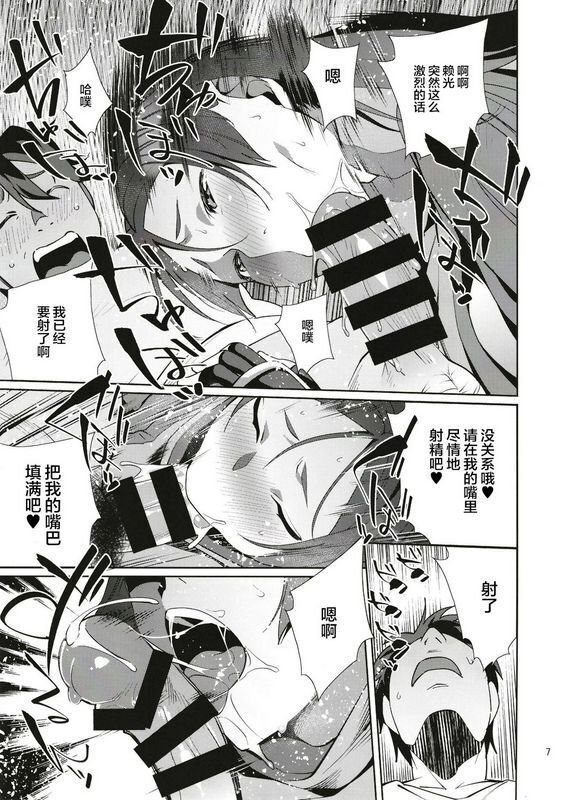 啊啊
赖光
突然这么
激烈的话
嗯
哈噗
嗯噗
我已经
要射了啊
没关系哦♥
请在我的嘴里
尽情地
射精吧♥
把我的嘴巴
填满吧♥
射了
嗯啊
7